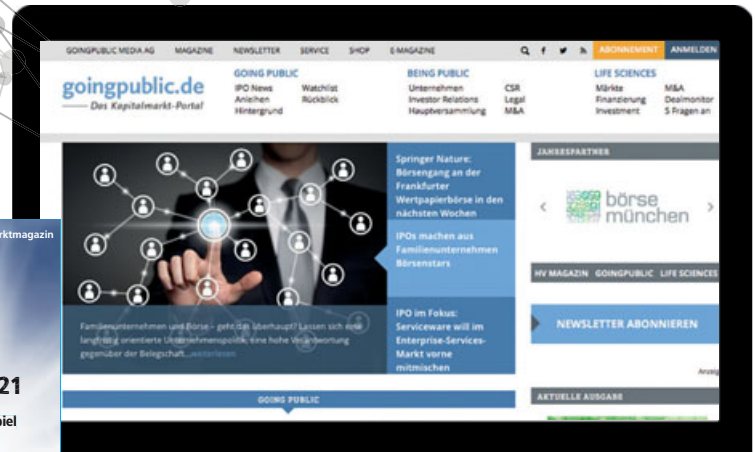 GOINGPUBLIC MEDIA AG MAGAZINE NEWSLETTER SERVICE SHOP E-MAGAZINE ABONNEMENT ANMELDEN
goingpublic.de
Das Kapitalmarkt-Portal
GOING PUBLIC
IPO News Watchlist
Anleihen Rückblick
Hintergrund
BEING PUBLIC
Unternehmen CSR
Investor Relations Legal
Hauptversammlung M&A
LIFE SCIENCES
Märkte M&A
Finanzierung Dealmonitor
Investment 5 Fragen an
Familienunternehmen und Börse – geht das überhaupt? Lassen sich eine
langfristig orientierte Unternehmenspolitik, eine hohe Verantwortung
gegenüber der Belegschaft...weiterlesen
Springer Nature:
Börsengang an der
Frankfurter
Wertpapierbörse in den
nächsten Wochen
IPOs machen aus
Familienunternehmen
Börsenstars
IPO im Fokus:
Serviceware will im
Enterprise-Services-
Markt vorne
mitmischen
GOING PUBLIC
JAHRESPARTNER
börse
münchen
HV MAGAZIN GOINGPUBLIC LIFE SCIENCES
NEWSLETTER ABONNIEREN
Anzeig
AKTUELLE AUSGABE
rktmagazin
21
piel